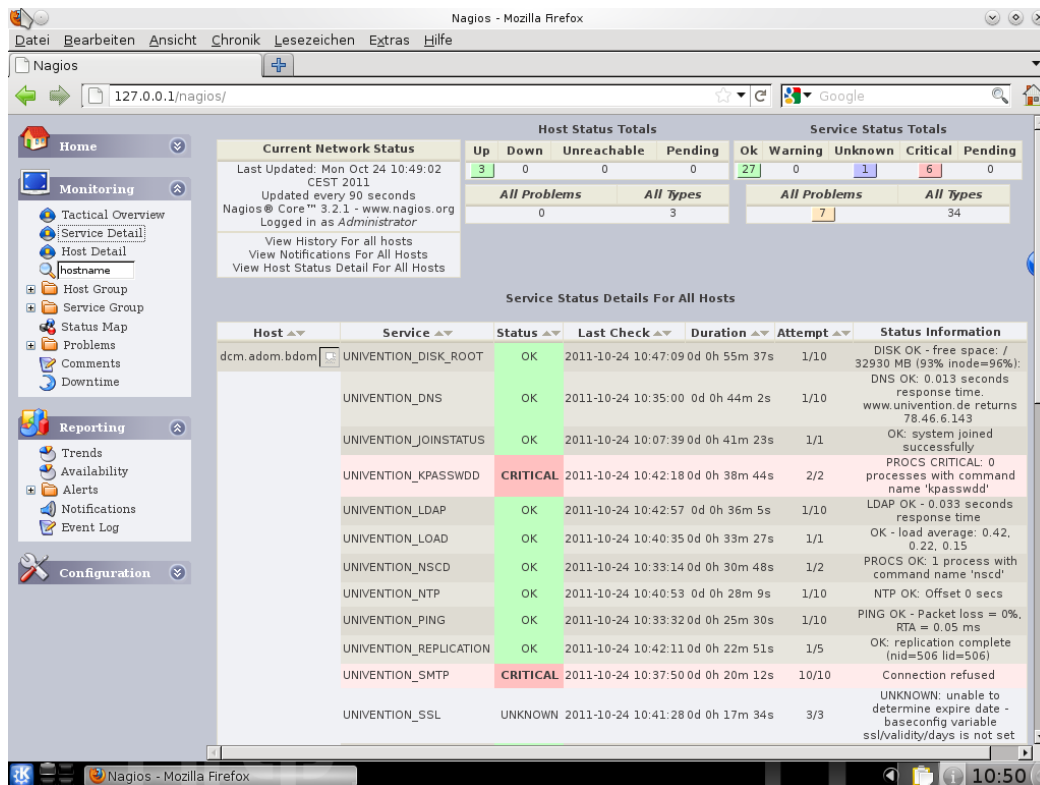 Nagios - Mozilla Firefox
Datei Bearbeiten Ansicht Chronik Lesezeichen Extras Hilfe
Nagios
127.0.0.1/nagios/
Google
Home
Monitoring
Tactical Overview
Service Detail
Host Detail
hostname
Host Group
Service Group
Status Map
Problems
Comments
Downtime
Reporting
Trends
Availability
Alerts
Notifications
Event Log
Configuration
Current Network Status
Last Updated: Mon Oct 24 10:49:02
CEST 2011
Updated every 90 seconds
Nagios® Core™ 3.2.1 - www.nagios.org
Logged in as Administrator
View History For all hosts
View Notifications For All Hosts
View Host Status Detail For All Hosts
Host Status Totals
Up Down Unreachable Pending
3 0 0 0
All Problems All Types
0 3
Service Status Totals
Ok Warning Unknown Critical Pending
27 0 1 6 0
All Problems All Types
7 34
Service Status Details For All Hosts
Host Service Status Last Check Duration Attempt Status Information
dcm.adom.bdom UNIVENTION_DISK_ROOT OK 2011-10-24 10:47:09 0d 0h 55m 37s 1/10 DISK OK - free space: /
32930 MB (93% inode=96%):
UNIVENTION_DNS OK 2011-10-24 10:35:00 0d 0h 44m 2s 1/10 DNS OK: 0.013 seconds
response time.
www.univention.de returns
78.46.6.143
UNIVENTION_JOINSTATUS OK 2011-10-24 10:07:39 0d 0h 41m 23s 1/1 OK: system joined
successfully
UNIVENTION_KPASSWDD CRITICAL 2011-10-24 10:42:18 0d 0h 38m 44s 2/2 PROCS CRITICAL: 0
processes with command
name 'kpasswdd'
UNIVENTION_LDAP OK 2011-10-24 10:42:57 0d 0h 36m 5s 1/10 LDAP OK - 0.033 seconds
response time
UNIVENTION_LOAD OK 2011-10-24 10:40:35 0d 0h 33m 27s 1/1 OK - load average: 0.42,
0.22, 0.15
UNIVENTION_NSCD OK 2011-10-24 10:33:14 0d 0h 30m 48s 1/2 PROCS OK: 1 process with
command name 'nscd'
UNIVENTION_NTP OK 2011-10-24 10:40:53 0d 0h 28m 9s 1/10 NTP OK: Offset 0 secs
UNIVENTION_PING OK 2011-10-24 10:33:32 0d 0h 25m 30s 1/10 PING OK - Packet loss = 0%,
RTA = 0.05 ms
UNIVENTION_REPLICATION OK 2011-10-24 10:42:11 0d 0h 22m 51s 1/5 OK: replication complete
(nid=506 lid=506)
UNIVENTION_SMTP CRITICAL 2011-10-24 10:37:50 0d 0h 20m 12s 10/10 Connection refused
UNIVENTION_SSL UNKNOWN 2011-10-24 10:41:28 0d 0h 17m 34s 3/3 UNKNOWN: unable to
determine expire date -
baseconfig variable
ssl/validity/days is not set
Nagios - Mozilla Firefox
10:50